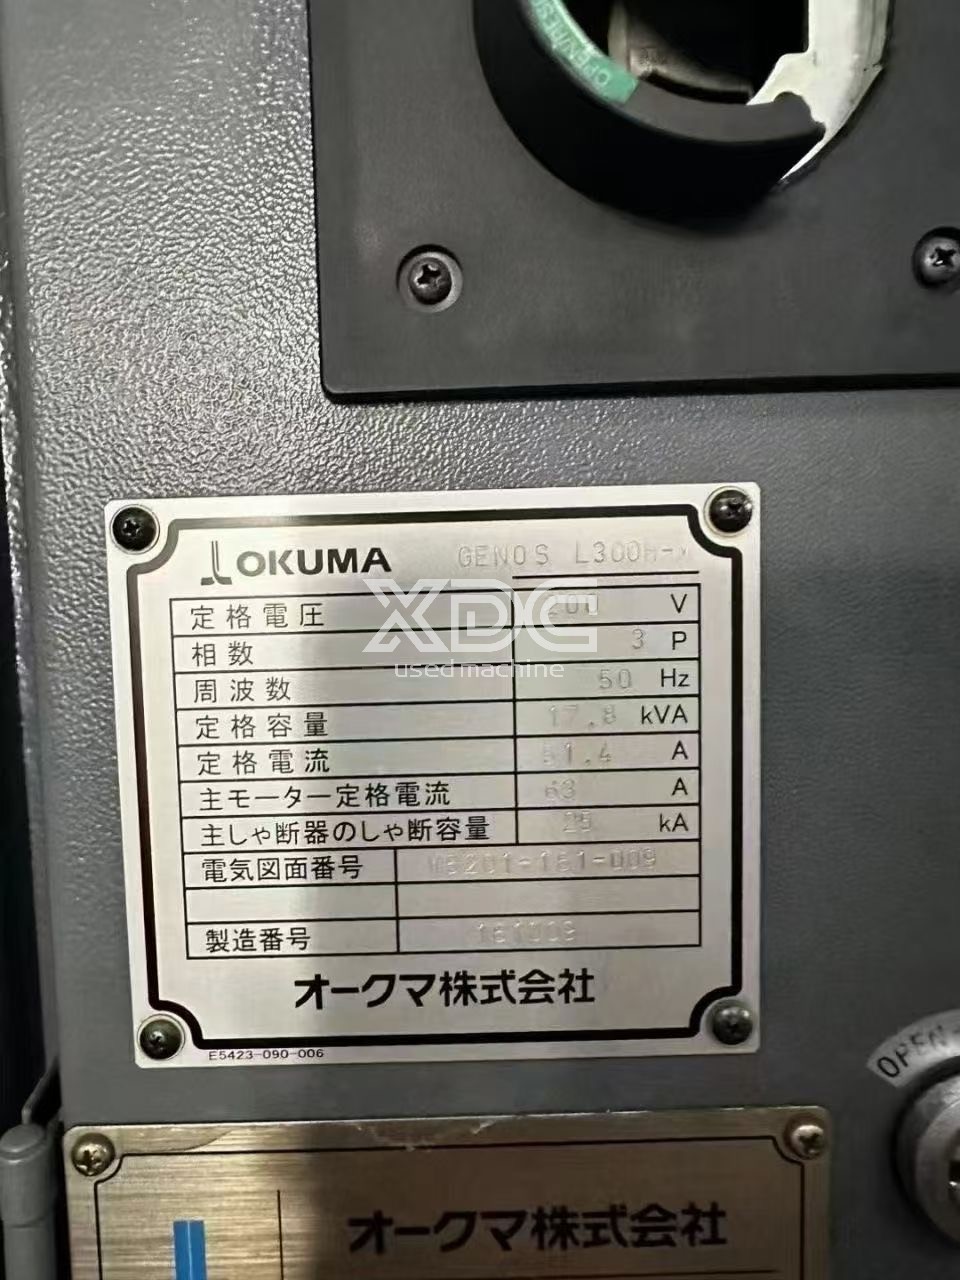 OPEN/RESET
OKUMA GENOS L300M-
定格電圧 200 V
相数 3 P
周波数 50 Hz
定格容量 17.8 kVA
定格電流 51.4 A
主モーター定格電流 63 A
主しゃ断器のしゃ断容量 25 kA
電気図面番号
製造番号
オークマ株式会社
E5423-090-006
XDC
used machine
OPEN
オークマ株式会社